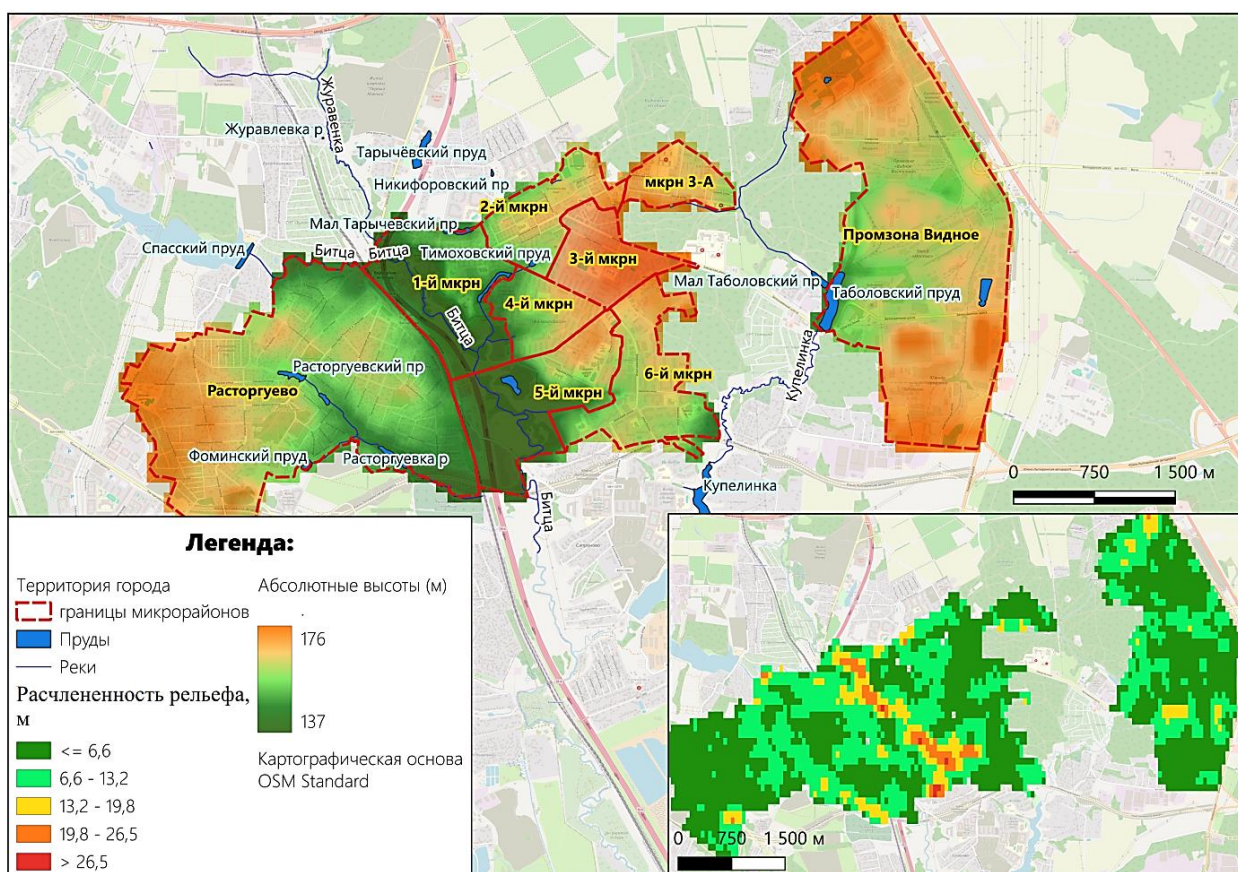 Журавенка
Журавлевка р
Тарычёвский пруд
Никифоровский пр
мкрн 3-А
2-й мкрн
Мал Тарычевский пр
Спасский пруд
Битца
Битца
Тимоховский пруд
3-й мкрн
Промзона Видное
1-й мкрн
Мал Таболовский пр
Таболовский пруд
4-й мкрн
Битца
Расторгуевский пр
Купелинка
6-й мкрн
Расторгуево
5-й мкрн
Фоминский пруд
Расторгуевка р
Купелинка
Битца
0 750 1 500 м
Легенда:
Территория города
границы микрорайонов
Пруды
Реки
Расчлененность рельефа,
м
<= 6,6
6,6 - 13,2
13,2 - 19,8
19,8 - 26,5
> 26,5
Абсолютные высоты (м)
176
137
Картографическая основа
OSM Standard
0 750 1 500 м